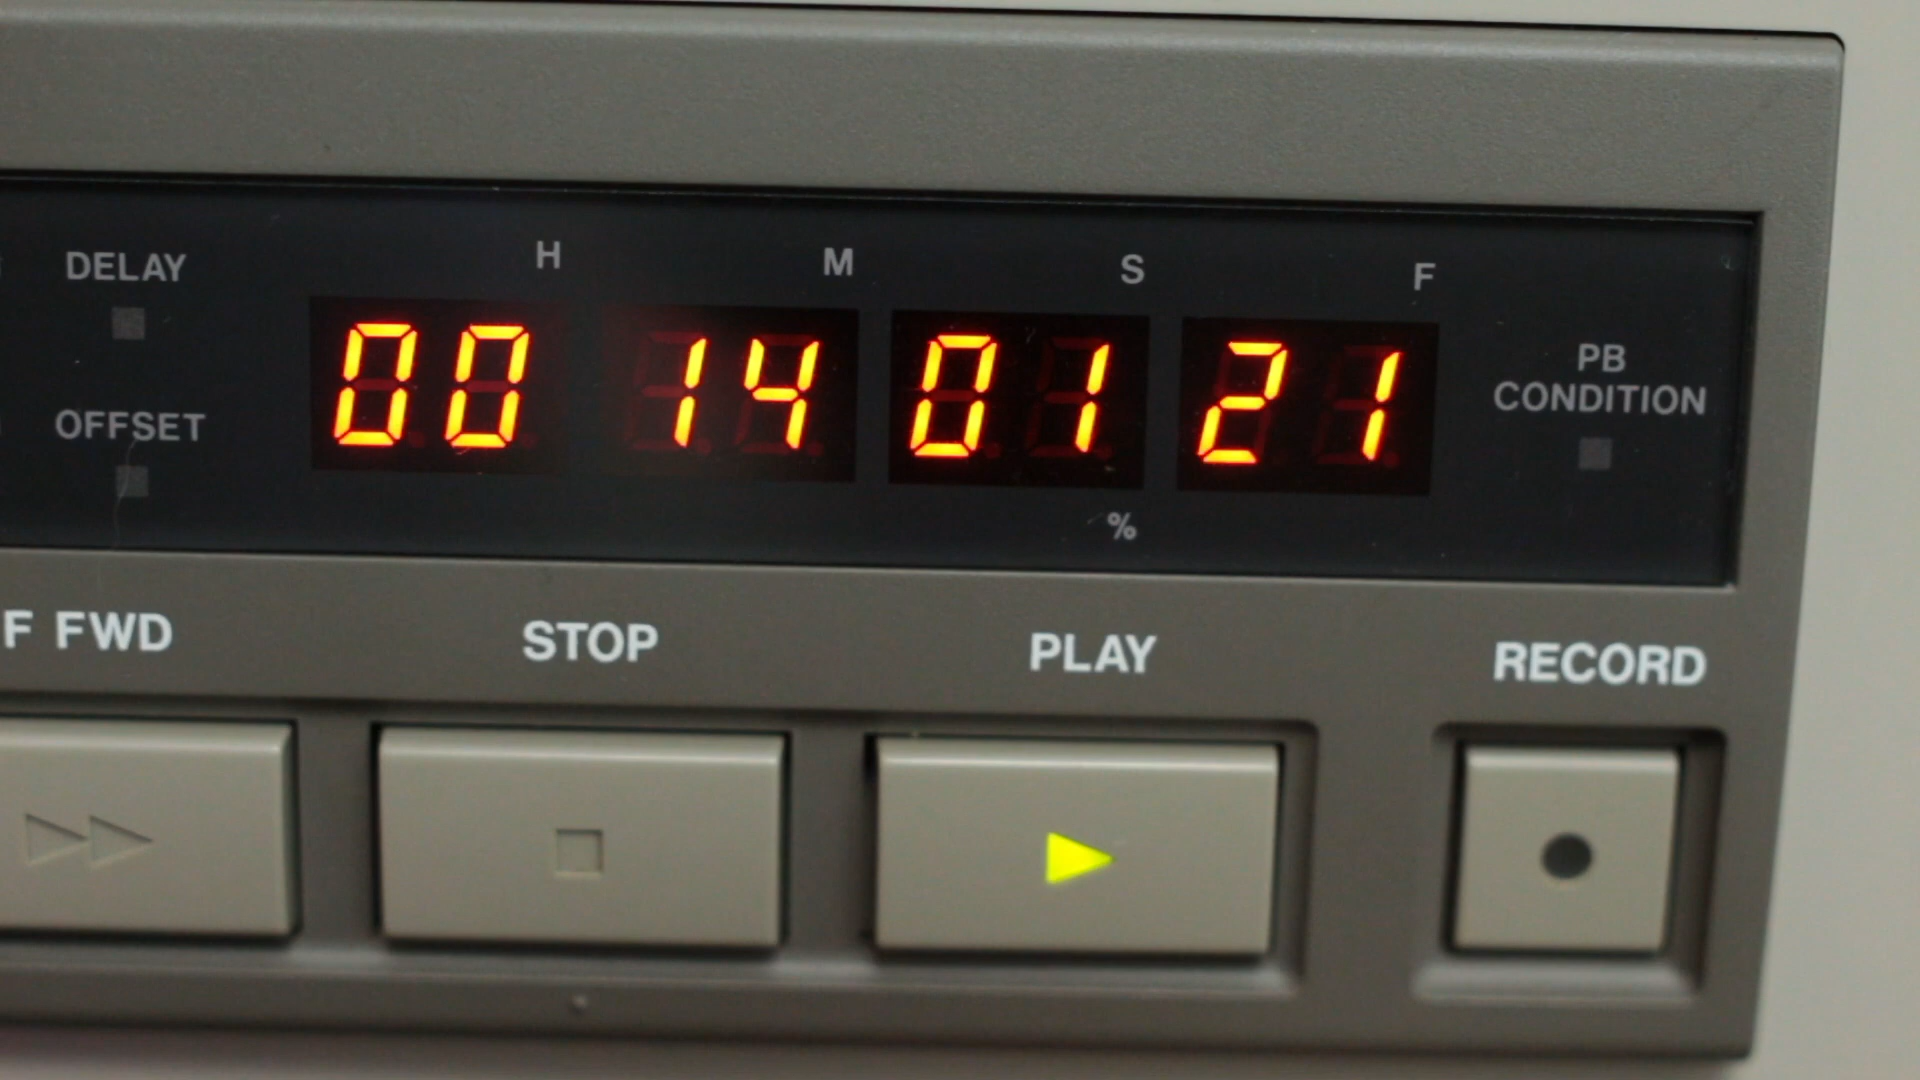 H M S F
DELAY
00 14 01 21
PB
CONDITION
OFFSET
%
F FWD STOP PLAY RECORD